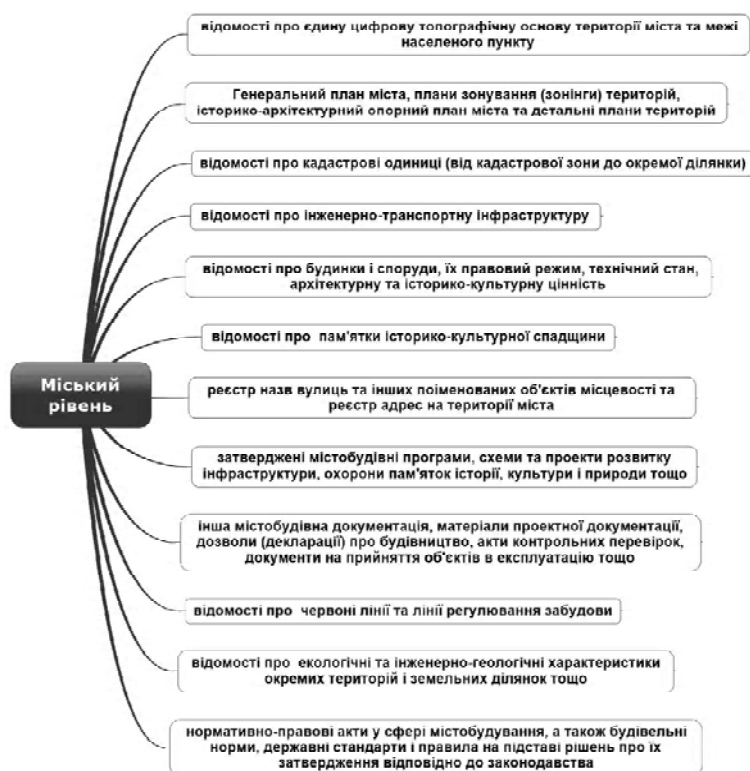 відомості про єдину цифрову топографічну основу території міста та межі
населеного пункту
Генеральний план міста, плани зонування (зонінги) територій,
історико-архітектурний опорний план міста та детальні плани територій
відомості про кадастрові одиниці (від кадастрової зони до окремої ділянки)
відомості про інженерно-транспортну інфраструктуру
відомості про будинки і споруди, їх правовий режим, технічний стан,
архітектурну та історико-культурну цінність
відомості про пам'ятки історико-культурної спадщини
Міський
рівень
реєстр назв вулиць та інших поіменованих об'єктів місцевості та
реєстр адрес на території міста
затверджені містобудівні програми, схеми та проекти розвитку
інфраструктури, охорони пам'яток історії, культури і природи тощо
інша містобудівна документація, матеріали проектної документації,
дозволи (декларації) про будівництво, акти контрольних перевірок,
документи на прийняття об'єктів в експлуатацію тощо
відомості про червоні лінії та лінії регулювання забудови
відомості про екологічні та інженерно-геологічні характеристики
окремих територій і земельних ділянок тощо
нормативно-правові акти у сфері містобудування, а також будівельні
норми, державні стандарти і правила на підставі рішень про їх
затвердження відповідно до законодавства